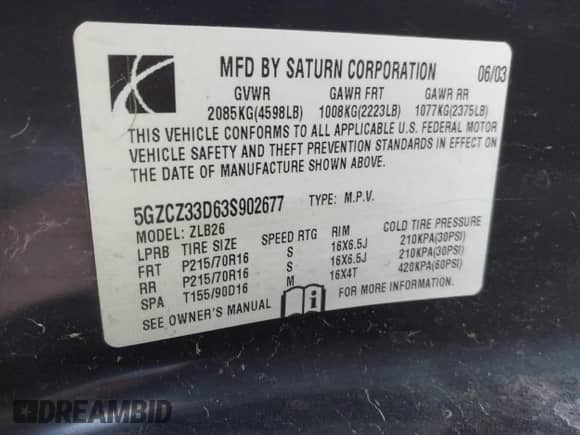 MFD BY SATURN CORPORATION 06/03
GVWR GAWR FRT GAWR RR
2085KG(4598LB) 1008KG(2223LB) 1077KG(2375LB)
THIS VEHICLE CONFORMS TO ALL APPLICABLE U.S. FEDERAL MOTOR
VEHICLE SAFETY AND THEFT PREVENTION STANDARDS IN EFFECT ON
THE DATE OF MANUFACTURE SHOWN ABOVE.
5GZCZ33D63S902677 TYPE: M.P.V.
MODEL: ZLB26
LPRB TIRE SIZE SPEED RTG RIM COLD TIRE PRESSURE
FRT P215/70R16 S 16X6.5J 210KPA(30PSI)
RR P215/70R16 S 16X6.5J 210KPA(30PSI)
SPA T155/90D16 M 16X4T 420KPA(60PSI)
SEE OWNER'S MANUAL FOR MORE INFORMATION.
DREAMBID